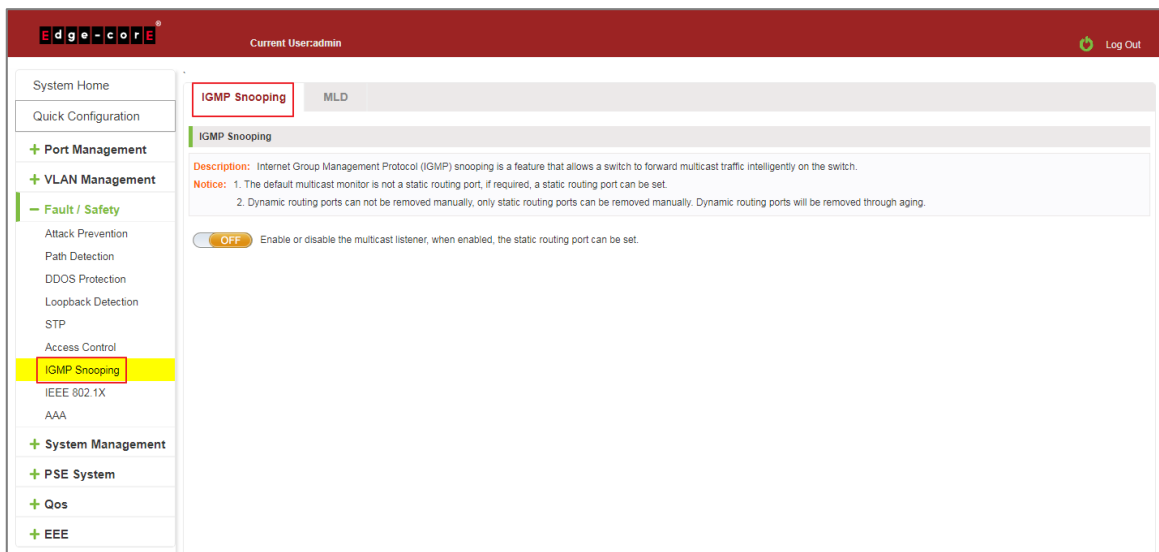 Edge-corE®
Current User:admin
Log Out
System Home
Quick Configuration
+ Port Management
+ VLAN Management
− Fault / Safety
Attack Prevention
Path Detection
DDOS Protection
Loopback Detection
STP
Access Control
IGMP Snooping
IEEE 802.1X
AAA
+ System Management
+ PSE System
+ Qos
+ EEE
IGMP Snooping MLD
IGMP Snooping
Description: Internet Group Management Protocol (IGMP) snooping is a feature that allows a switch to forward multicast traffic intelligently on the switch.
Notice: 1. The default multicast monitor is not a static routing port, if required, a static routing port can be set.
2. Dynamic routing ports can not be removed manually, only static routing ports can be removed manually. Dynamic routing ports will be removed through aging.
OFF Enable or disable the multicast listener, when enabled, the static routing port can be set.